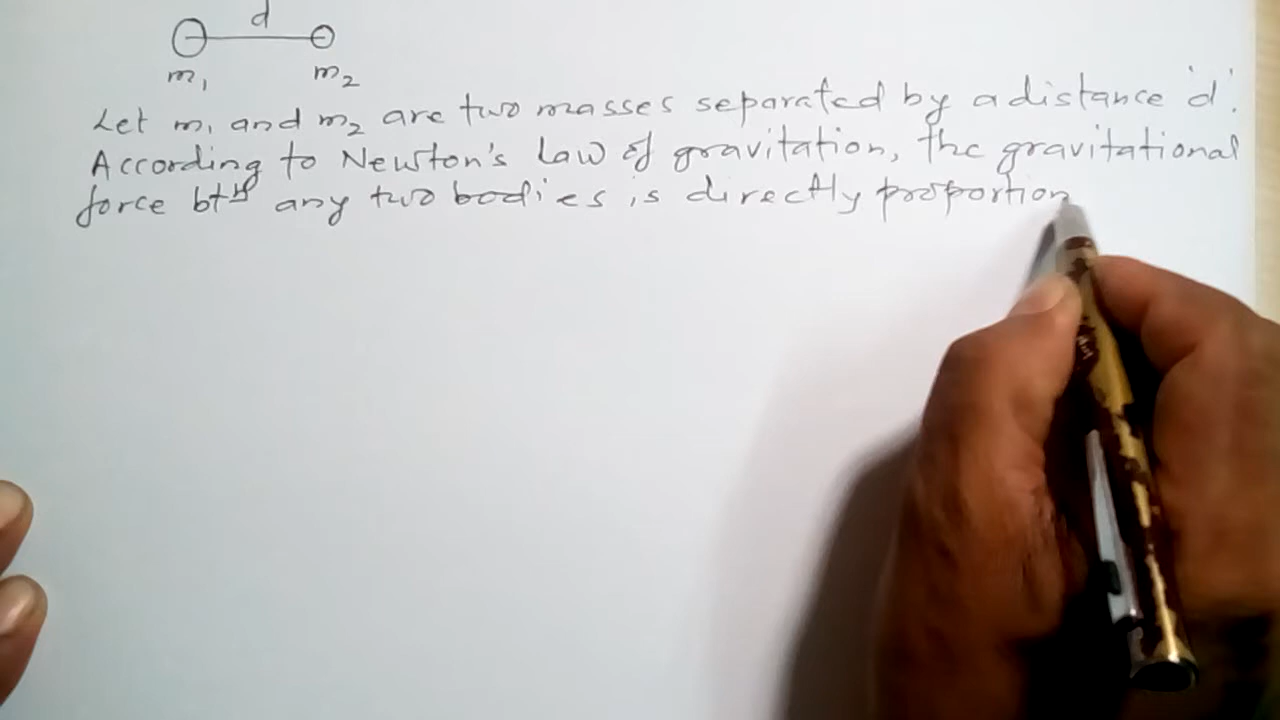 d
m₁ m₂
Let m₁ and m₂ are two masses separated by a distance 'd'.
According to Newton's Law of gravitation, the gravitational
force btⁿ any two bodies is directly proportion